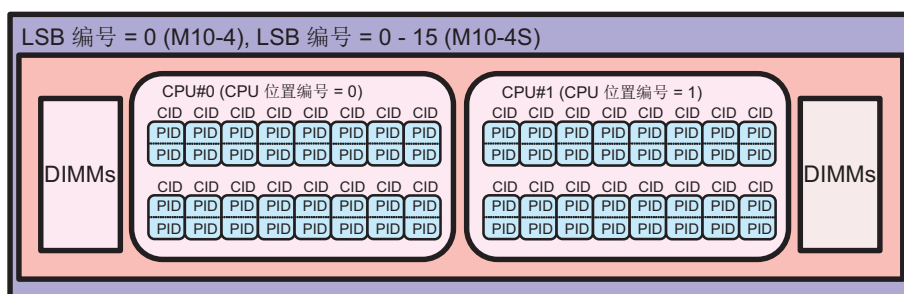 LSB 编号 = 0 (M10-4), LSB 编号 = 0 - 15 (M10-4S)
CPU#0 (CPU 位置编号 = 0)
CID CID CID CID CID CID CID CID
PID PID PID PID PID PID PID PID
PID PID PID PID PID PID PID PID
CID CID CID CID CID CID CID CID
PID PID PID PID PID PID PID PID
PID PID PID PID PID PID PID PID
CPU#1 (CPU 位置编号 = 1)
CID CID CID CID CID CID CID CID
PID PID PID PID PID PID PID PID
PID PID PID PID PID PID PID PID
CID CID CID CID CID CID CID CID
PID PID PID PID PID PID PID PID
PID PID PID PID PID PID PID PID
DIMMs
DIMMs